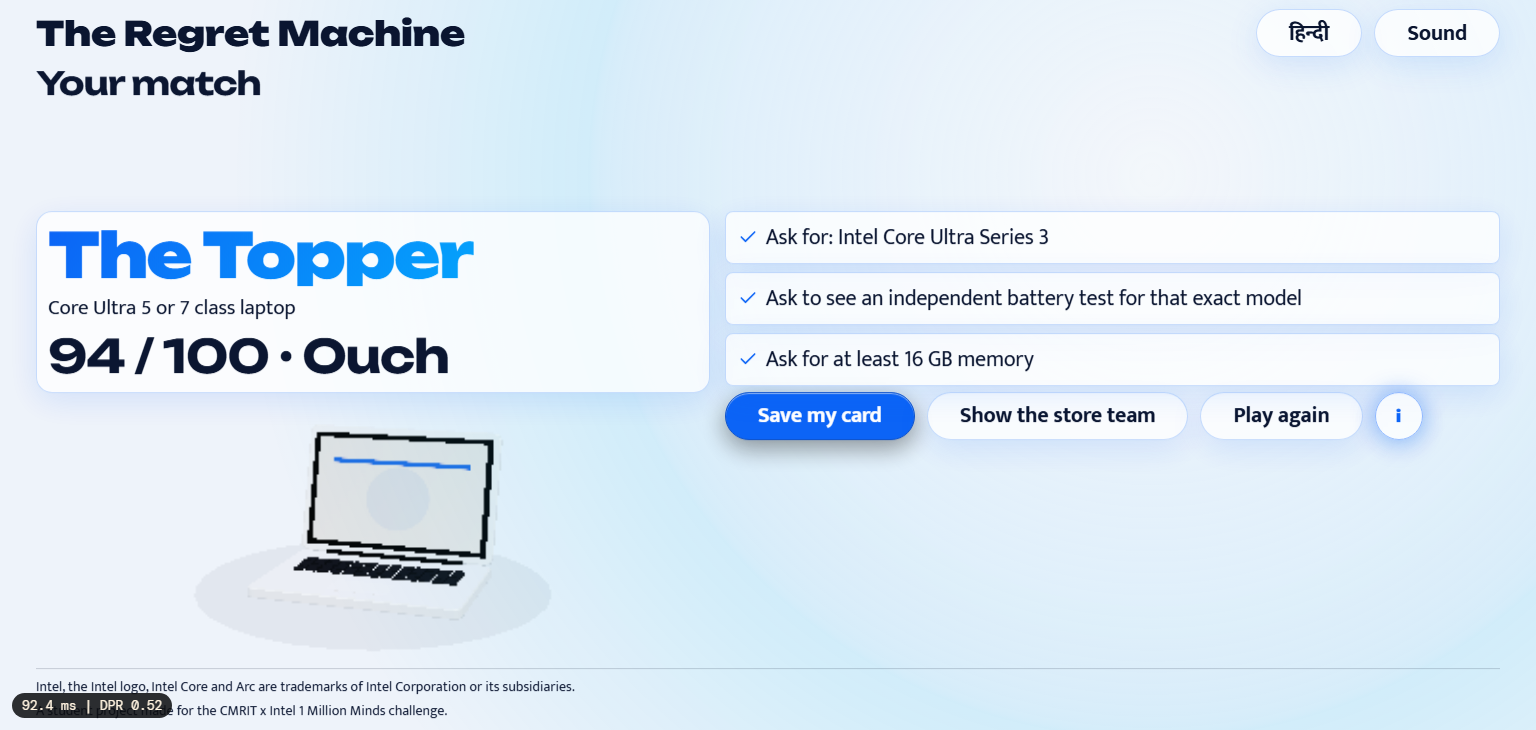 The Regret Machine
हिन्दी
Sound
Your match
The Topper
Core Ultra 5 or 7 class laptop
94 / 100 · Ouch
Ask for: Intel Core Ultra Series 3
Ask to see an independent battery test for that exact model
Ask for at least 16 GB memory
Save my card
Show the store team
Play again
i
Intel, the Intel logo, Intel Core and Arc are trademarks of Intel Corporation or its subsidiaries.
92.4 ms | DPR 0.52
for the CMRIT x Intel 1 Million Minds challenge.